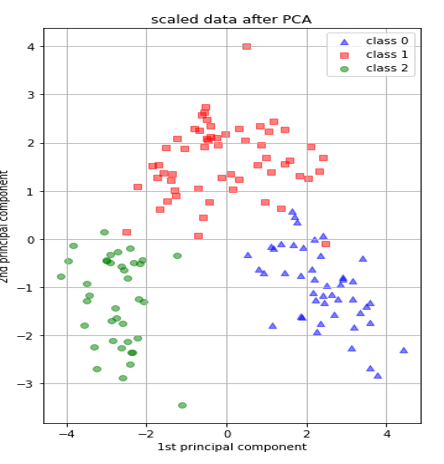 scaled data after PCA
class 0
class 1
class 2
4
3
2
1
0
−1
−2
−3
2nd principal component
−4
−2
0
2
4
1st principal component